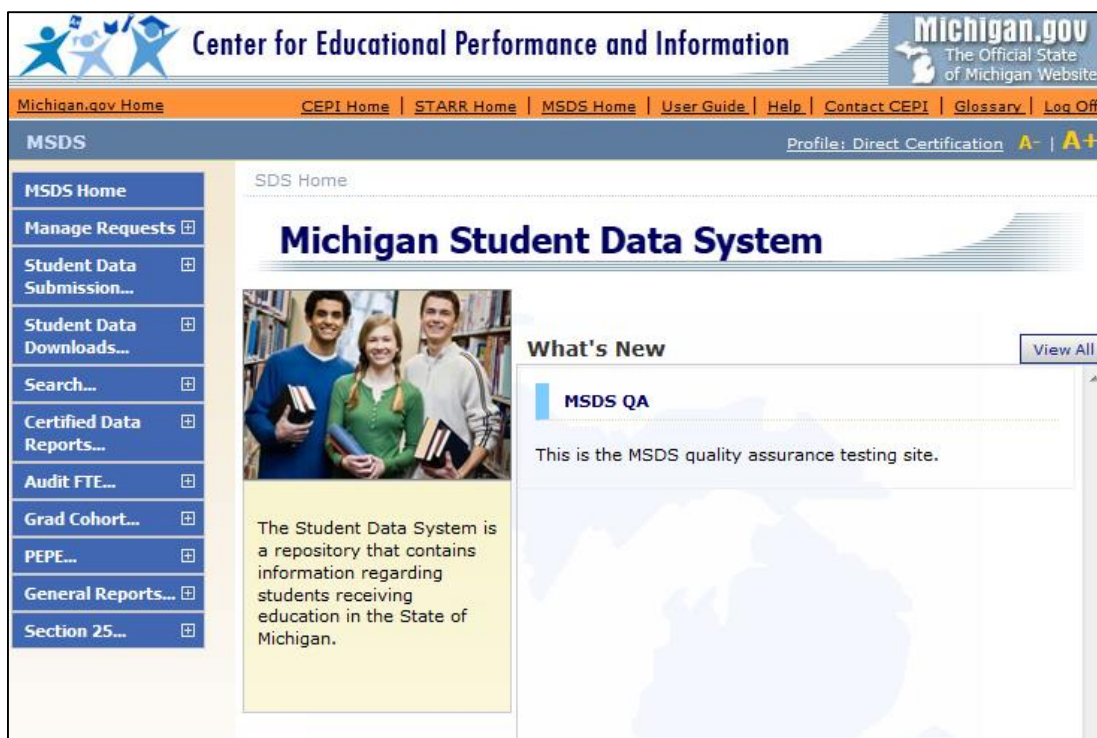 Center for Educational Performance and Information
Michigan.gov
The Official State
of Michigan Website
Michigan.gov Home
CEPI Home | STARR Home | MSDS Home | User Guide | Help | Contact CEPI | Glossary | Log Off
MSDS
Profile: Direct Certification A- | A+
MSDS Home
Manage Requests
Student Data
Submission...
Student Data
Downloads...
Search...
Certified Data
Reports...
Audit FTE...
Grad Cohort...
PEPE...
General Reports...
Section 25...
SDS Home
Michigan Student Data System
The Student Data System is
a repository that contains
information regarding
students receiving
education in the State of
Michigan.
What's New
View All
MSDS QA
This is the MSDS quality assurance testing site.